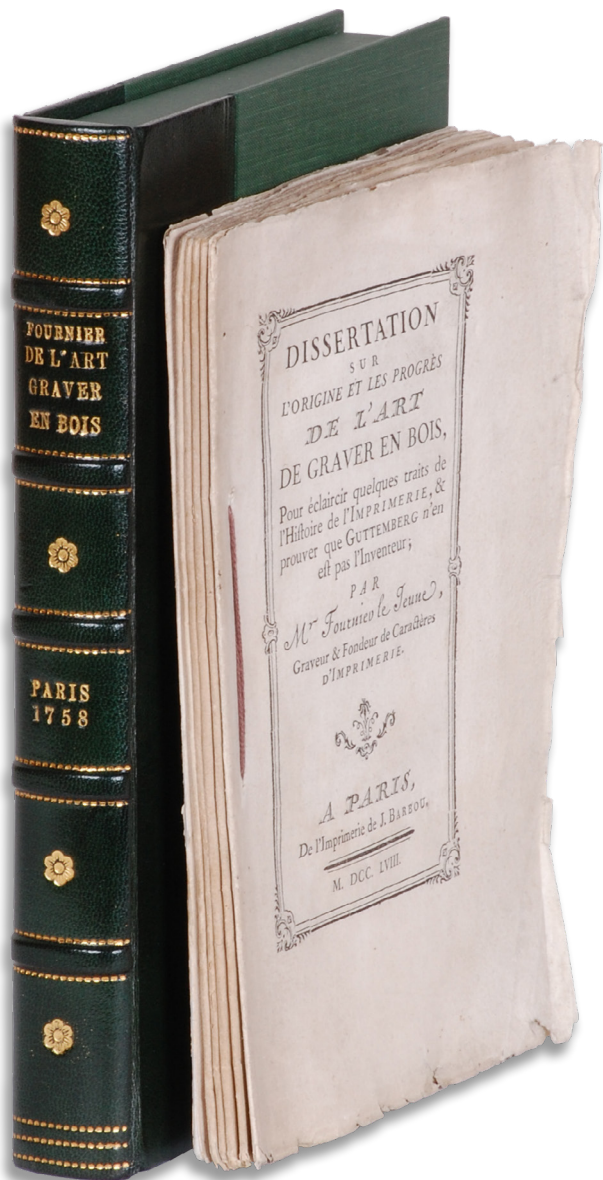 FOURNIER
DE L'ART
GRAVER
EN BOIS
PARIS
1758
DISSERTATION
SUR
L'ORIGINE ET LES PROGRÈS
DE L'ART
DE GRAVER EN BOIS,
Pour éclaircir quelques traits de
l'Histoire de l'IMPRIMERIE, &
prouver que GUTTEMBERG n'en
est pas l'Inventeur;
PAR
Mr Fournier le Jeune,
Graveur & Fondeur de Caractères
D'IMPRIMERIE.
A PARIS,
De l'Imprimerie de J. BARBOU.
M. DCC. LVIII.